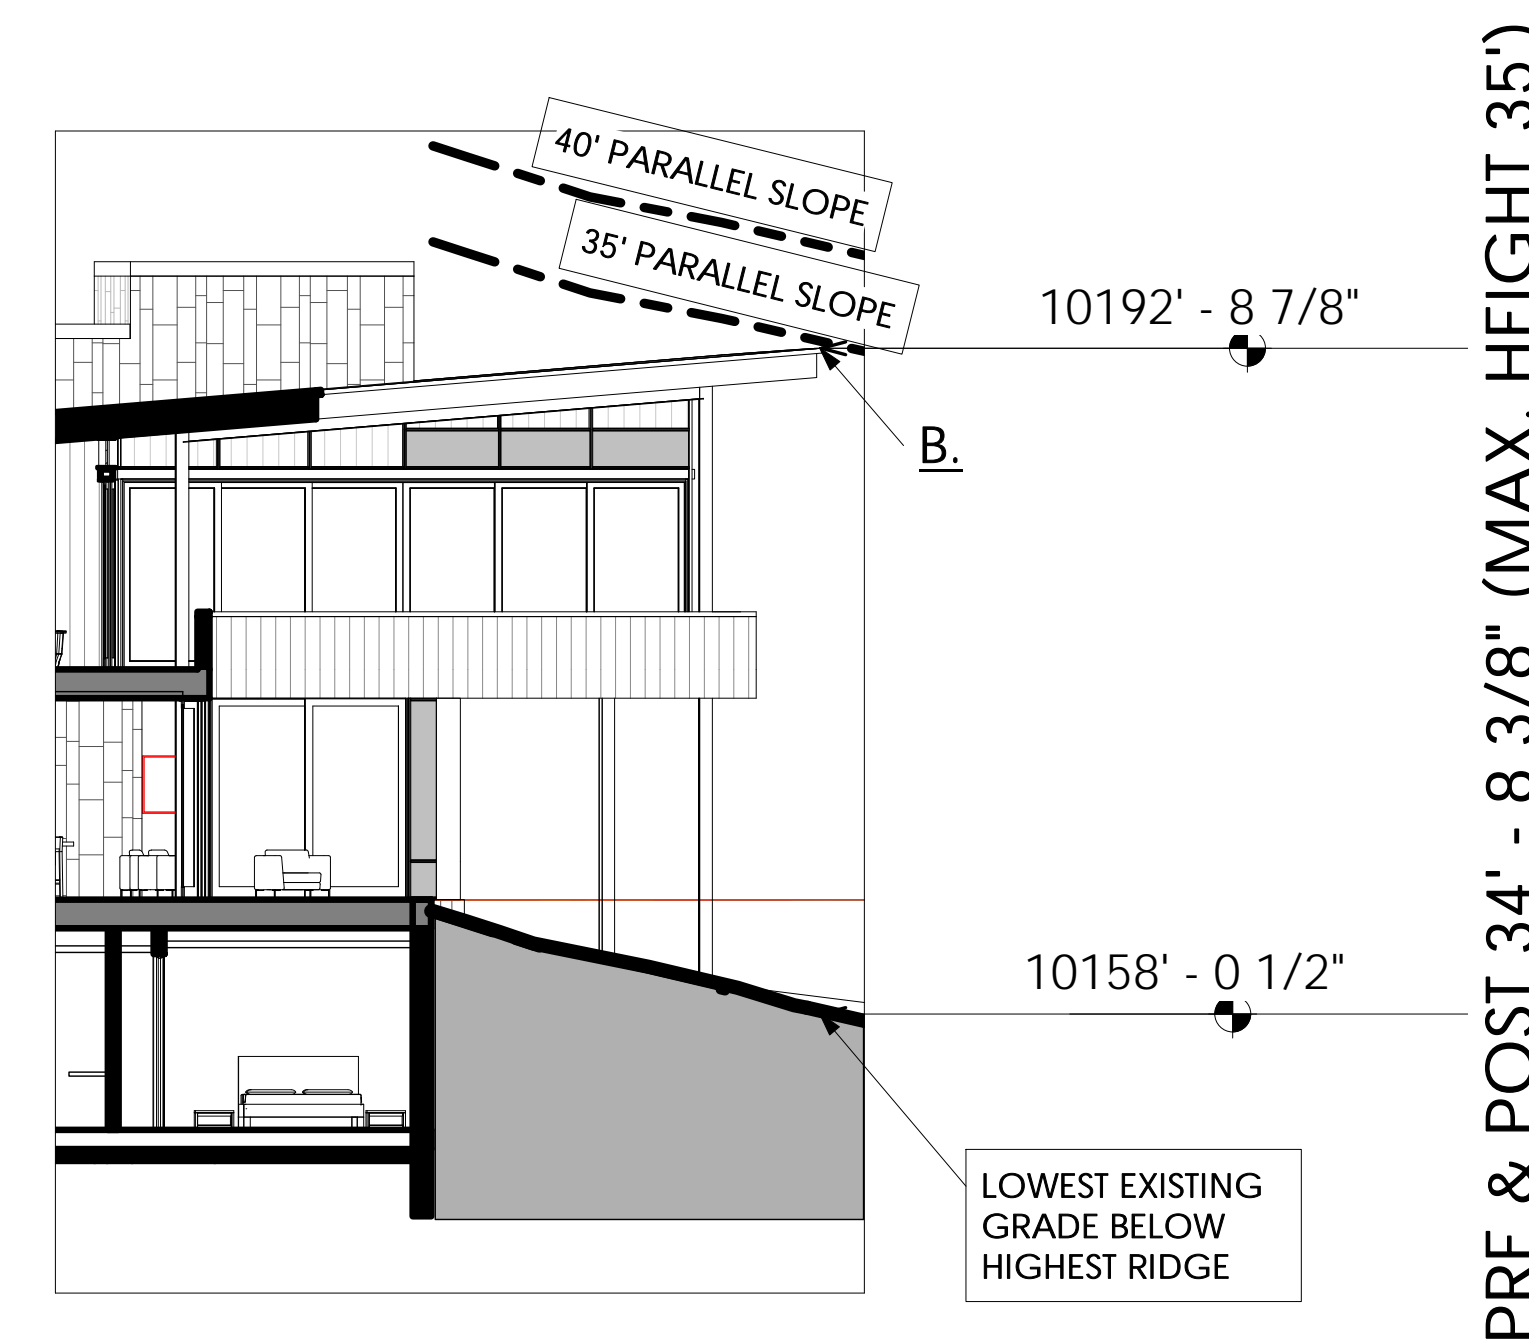 40' PARALLEL SLOPE
35' PARALLEL SLOPE
10192' - 8 7/8"
B.
10158' - 0 1/2"
LOWEST EXISTING
GRADE BELOW
HIGHEST RIDGE
PRE & POST 34' - 8 3/8" (MAX. HEIGHT 35')